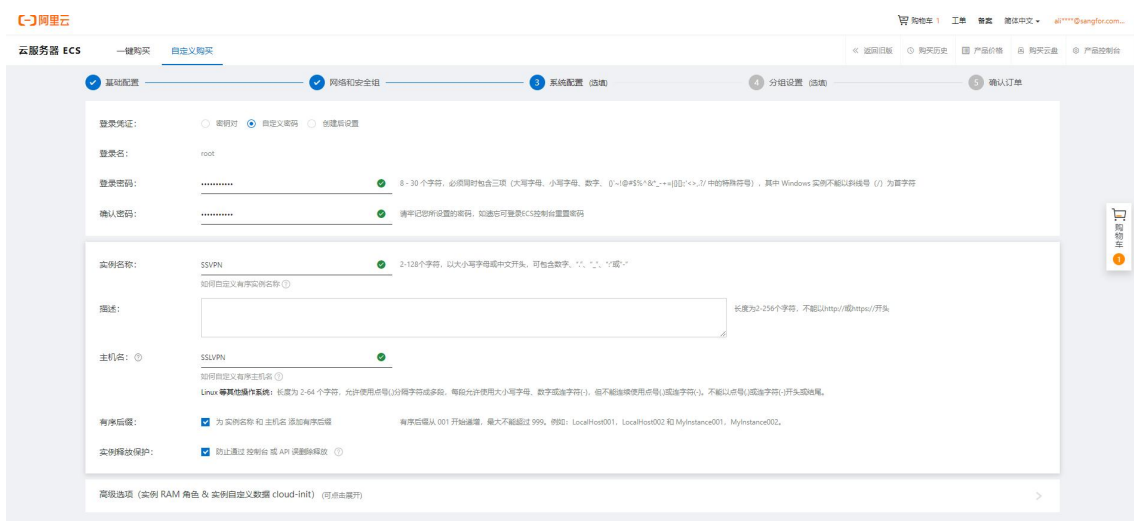 阿里云
购物车 1 工单 备案 简体中文 ali****@sangfor.com...
云服务器 ECS 一键购买 自定义购买 返回旧版 购买历史 产品价格 购买云盘 产品控制台
基础配置 网络和安全组 3 系统配置 (选填) 4 分组设置 (选填) 5 确认订单
登录凭证: 密钥对 自定义密码 创建后设置
登录名: root
登录密码: ••••••••••• 8 - 30 个字符，必须同时包含三项（大写字母、小写字母、数字、 ()`~!@#$%^&*_-+=|{}[]:;'<>,.?/ 中的特殊符号），其中 Windows 实例不能以斜线号（/）为首字符
确认密码: ••••••••••• 请牢记您所设置的密码，如遗忘可登录ECS控制台重置密码
购物车
1
实例名称: SSVPN 2-128个字符，以大小写字母或中文开头，可包含数字、"."、"_"、":"或"-"
如何自定义有序实例名称
描述: 长度为2-256个字符，不能以http://或https://开头
主机名: SSLVPN
如何自定义有序主机名
Linux 等其他操作系统：长度为 2-64 个字符，允许使用点号(.)分隔字符成多段，每段允许使用大小写字母、数字或连字符(-)，但不能连续使用点号(.)或连字符(-)。不能以点号(.)或连字符(-)开头或结尾。
有序后缀: 为 实例名称 和 主机名 添加有序后缀 有序后缀从 001 开始递增，最大不能超过 999。例如：LocalHost001，LocalHost002 和 MyInstance001，MyInstance002。
实例释放保护: 防止通过 控制台 或 API 误删除释放
高级选项（实例 RAM 角色 & 实例自定义数据 cloud-init）(可点击展开)